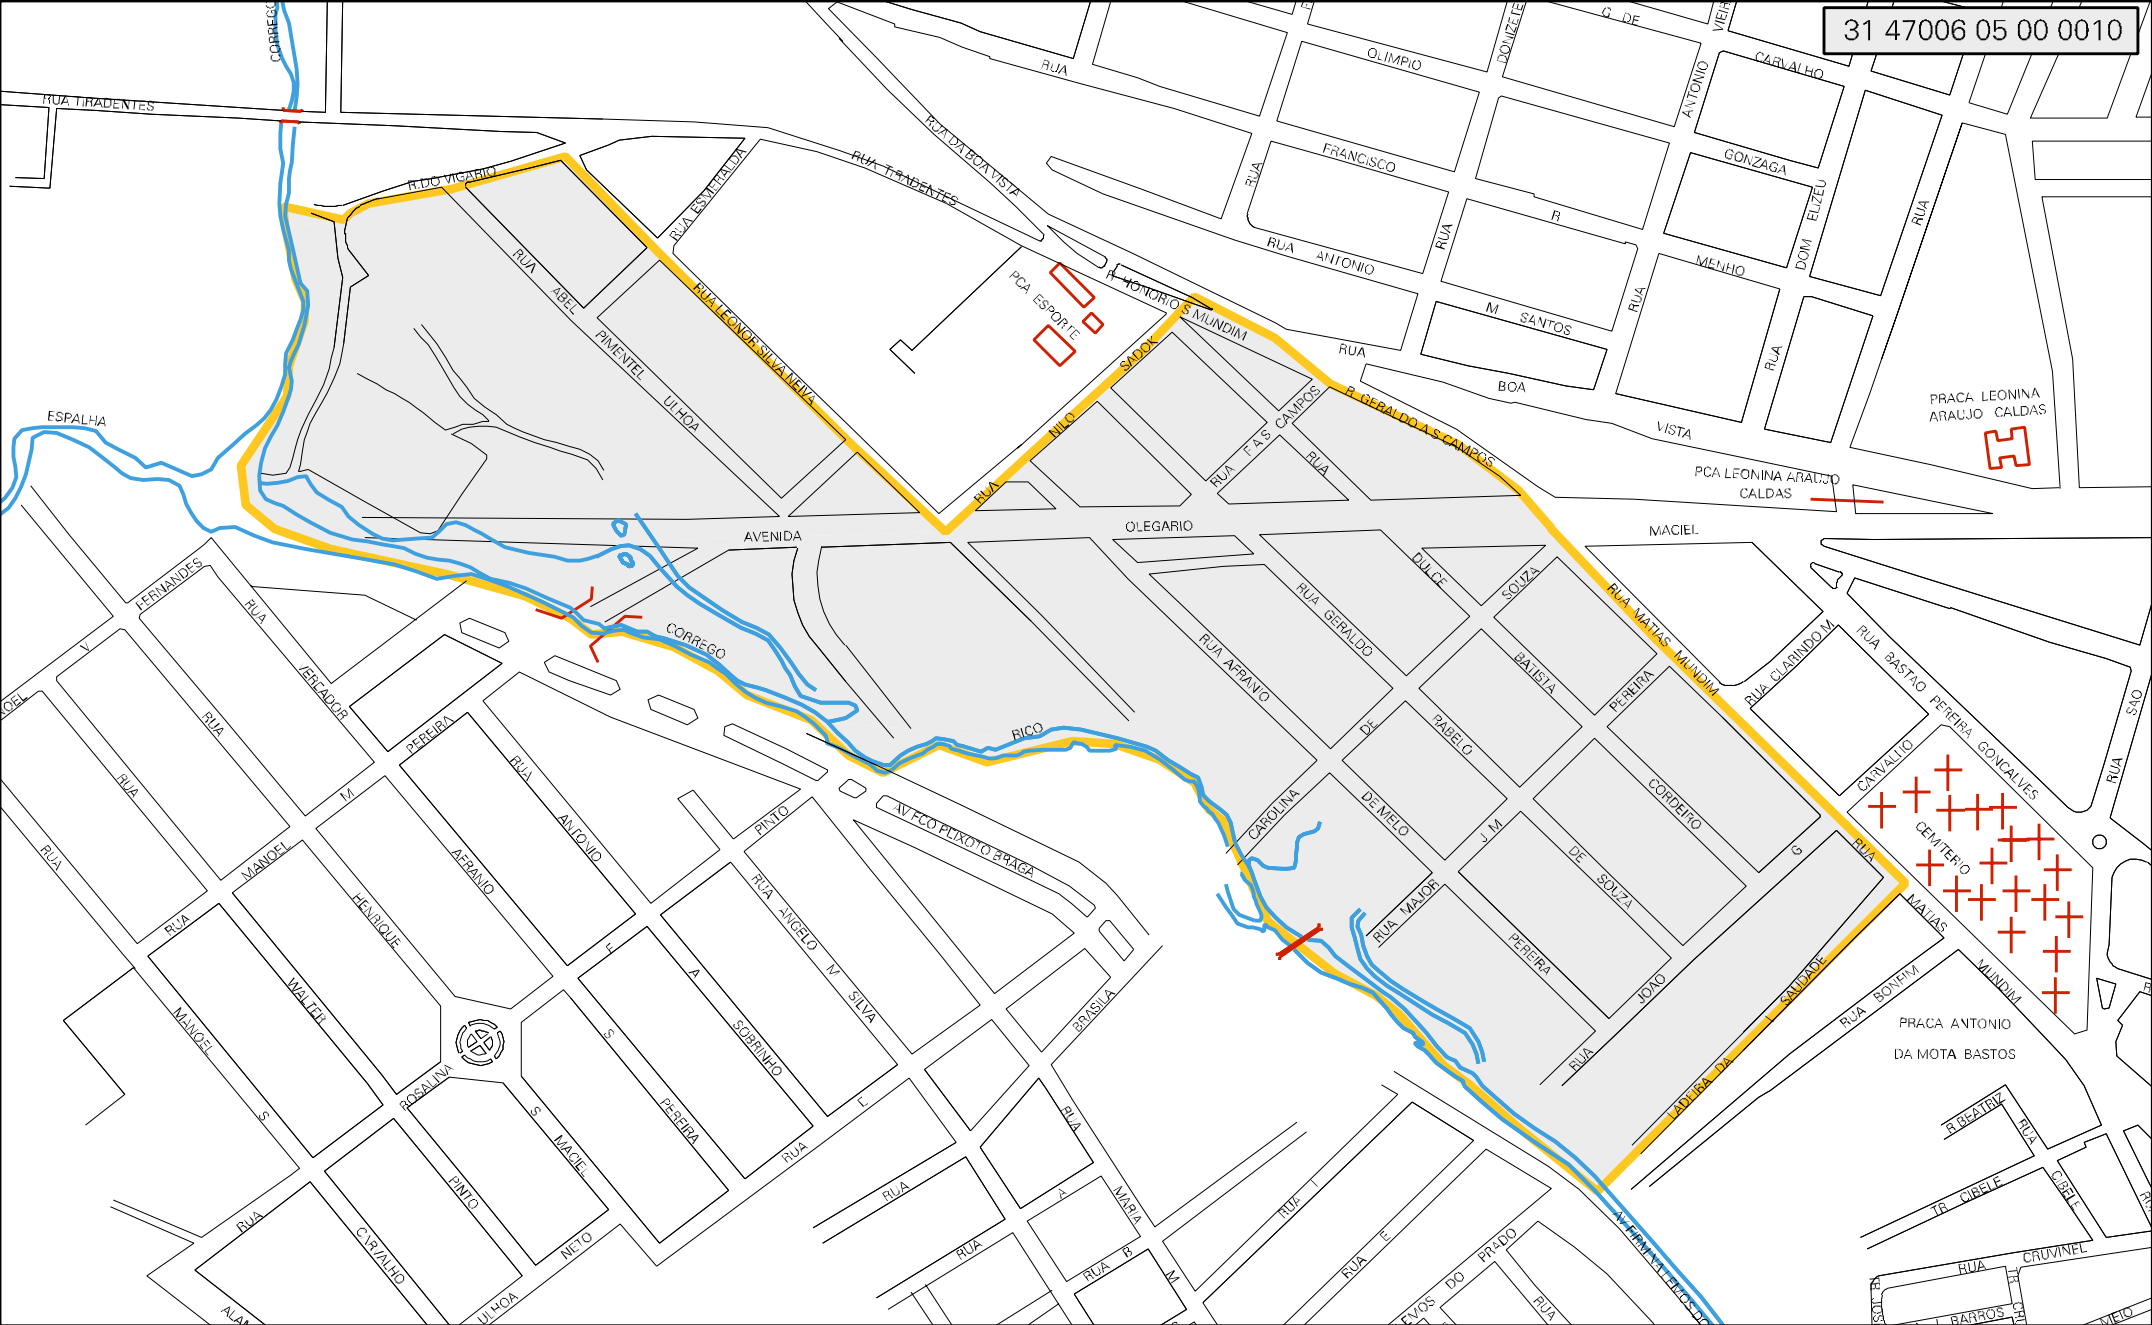 31 47006 05 00 0010
CORREGO
RUA TIRADENTES
R.DO VIGARIO
RUA ESMERALDA
RUA TIRADENTES
RUA DA BOA VISTA
RUA
OLIMPIO
DONIZETE
G DE
CARVALHO
ANTONIO
FRANCISCO
GONZAGA
RUA
R
RUA
DOM ELIZEU
RUA
RUA ANTONIO
MENHO
RUA
M SANTOS
RUA
RUA
BOA
VISTA
PCA ESPORTE
R HONORIO S MUNDIM
RUA ABEL PIMENTEL ULHOA
RUA LEONOR SILVA NEIVA
RUA NILO SADOK
R GERALDO A S CAMPOS
RUA F A S CAMPOS
RUA
PRACA LEONINA
ARAUJO CALDAS
PCA LEONINA ARAUJO
CALDAS
ESPALHA
AVENIDA
OLEGARIO
MACIEL
RUA MATIAS MUNDIM
RUA CLARINDO M
CARVALHO
RUA BASTAO PEREIRA GONCALVES
SAO
RUA
DULCE
SOUZA
RUA GERALDO
BATISTA
PEREIRA
RUA AFRANIO
DE
RABELO
CORDEIRO
CAROLINA
DE MELO
J M
DE
SOUZA
G
RUA
RUA MAJOR
PEREIRA
JOAO
RUA
CEMITERIO
MATIAS
MUNDIM
LADEIRA DA L SAUDADE
RUA BONFIM
PRACA ANTONIO
DA MOTA BASTOS
R BEATRIZ
RUA
CIBELE
TR CIBELE
CRUVINEL
RUA
BARROS
CORREGO
RICO
V
FERNANDES
RUA
VERCADOR
RUA
RUA
PEREIRA
M
RUA
ANTOVIO
MANOEL
AFRANIO
RUA
HENRIQUE
RUA
WALTER
MANOEL
S
PINTO
AV FCO PLIXOTO BRAGA
RUA ANGELO M SILVA
F
A
SOBRINHO
S
PEREIRA
ROSALINA
S
MACIEL
BRASILA
E
RUA
RUA
MARIA
M
RUA
A
RUA
B
RUA
RUA
PINTO
CARVALHO
NETO
ULHOA
RUA I
RUA E
DO PRADO
RUA
AV FIRMINA LEMOS DO